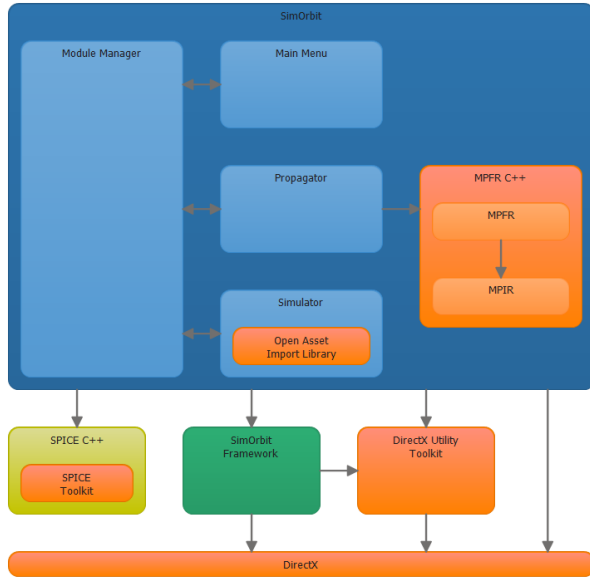 SimOrbit
Module Manager
Main Menu
Propagator
MPFR C++
MPFR
MPIR
Simulator
Open Asset
Import Library
SPICE C++
SPICE
Toolkit
SimOrbit
Framework
DirectX Utility
Toolkit
DirectX